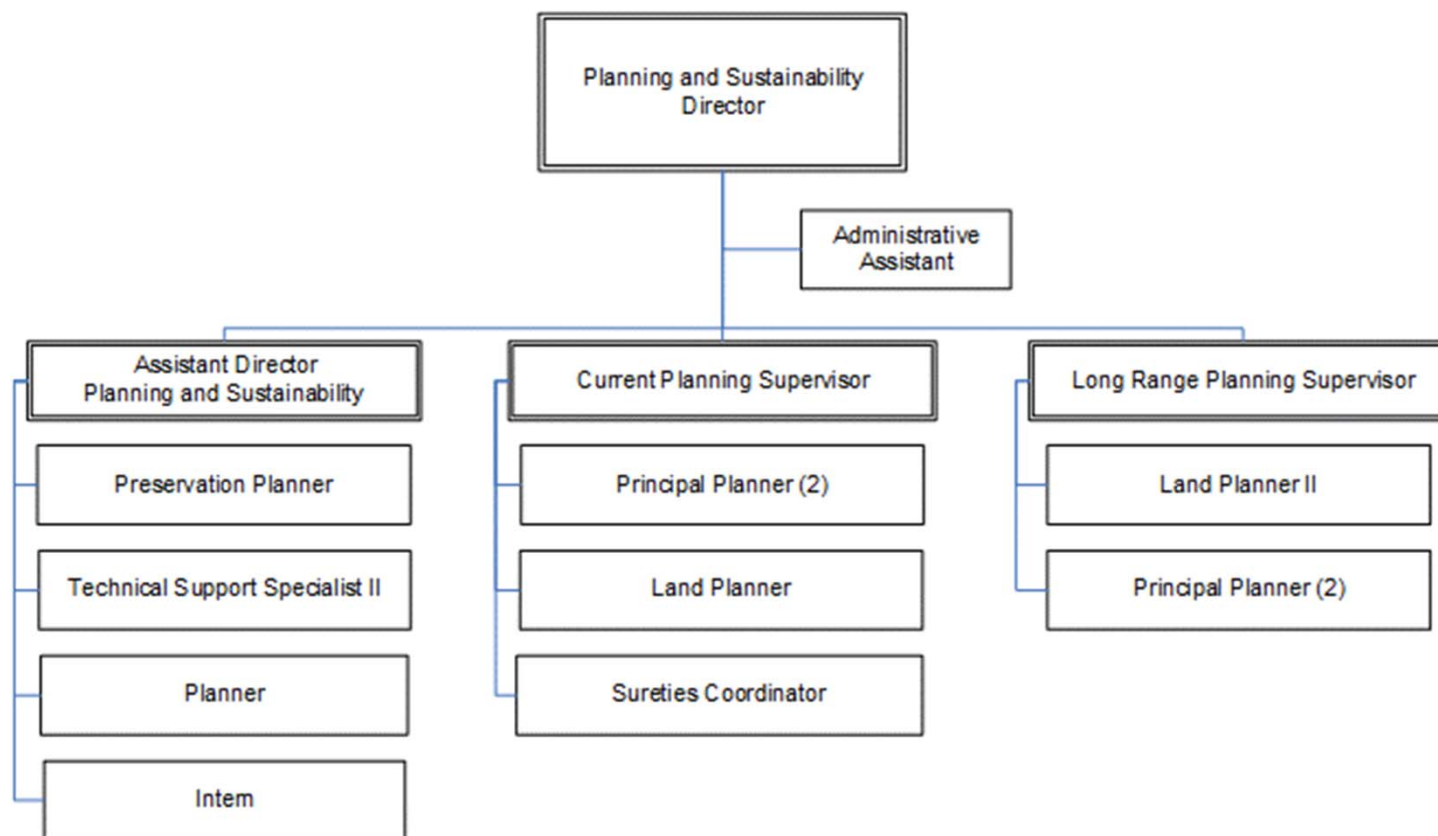 Planning and Sustainability
Director
Administrative
Assistant
Assistant Director
Planning and Sustainability
Preservation Planner
Technical Support Specialist II
Planner
Intern
Current Planning Supervisor
Principal Planner (2)
Land Planner
Sureties Coordinator
Long Range Planning Supervisor
Land Planner II
Principal Planner (2)